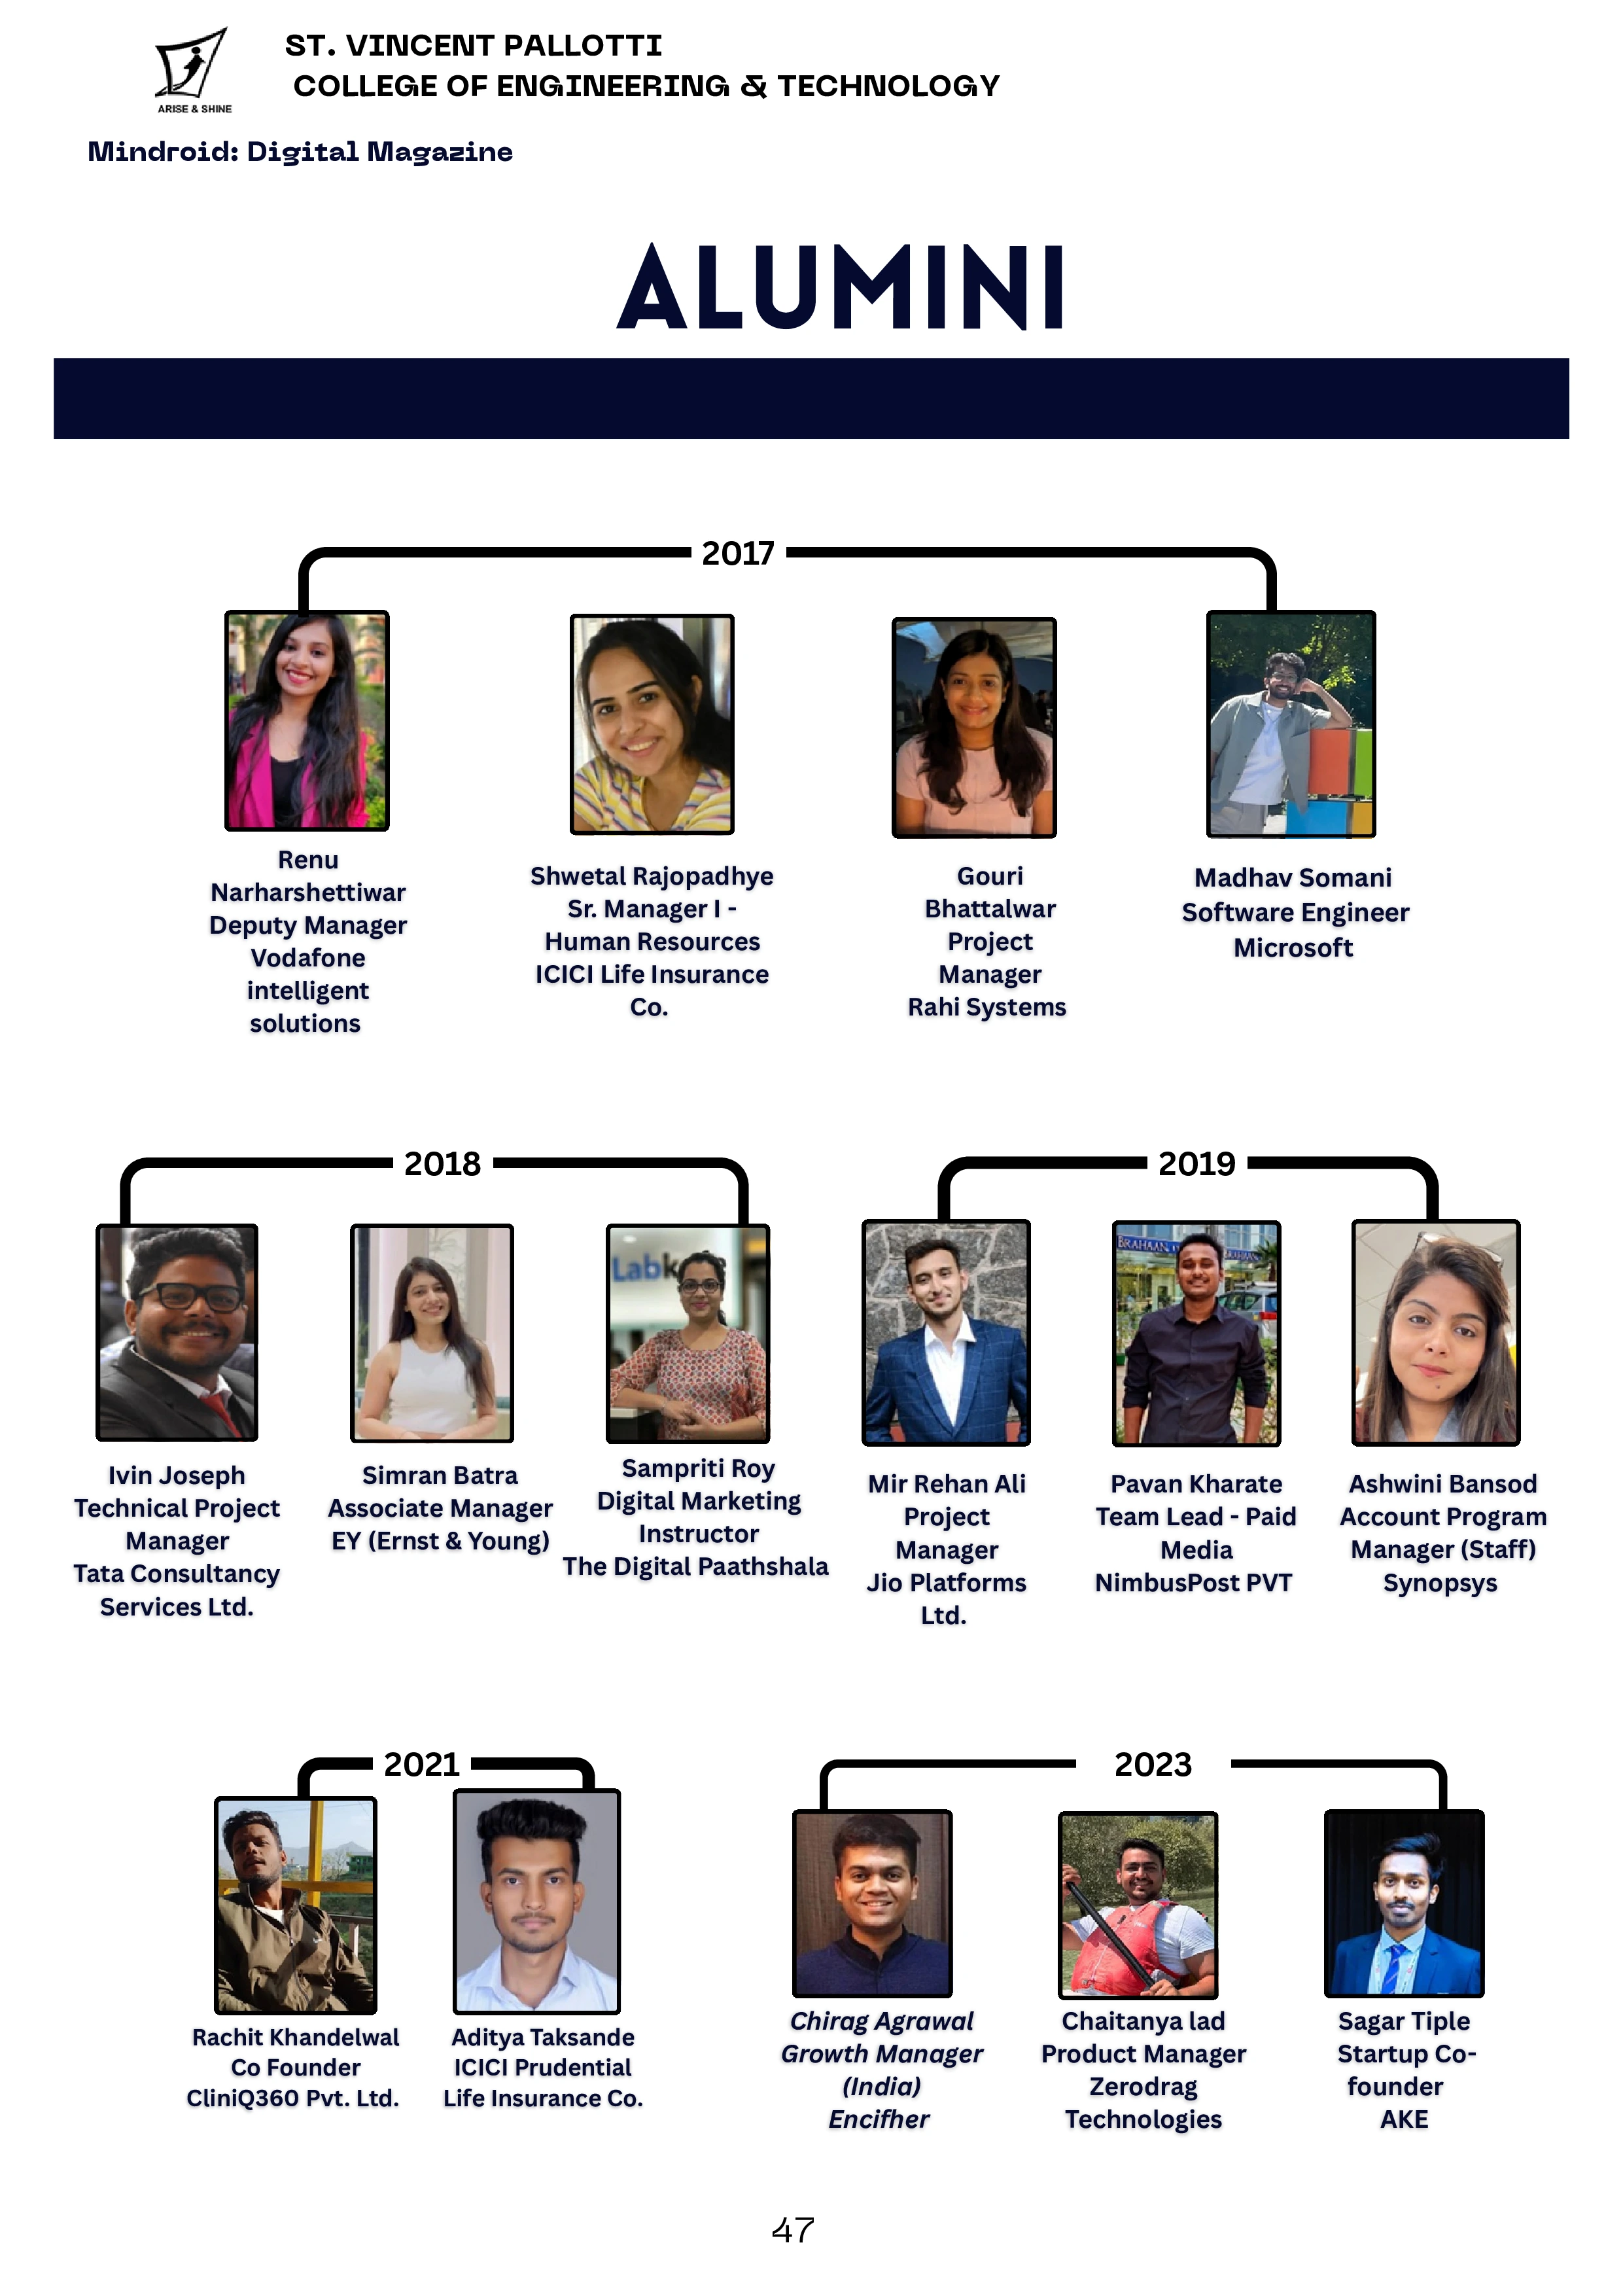 ARISE & SHINE
ST. VINCENT PALLOTTI
COLLEGE OF ENGINEERING & TECHNOLOGY
Mindroid: Digital Magazine
ALUMINI
2017
Renu
Narharshettiwar
Deputy Manager
Vodafone
intelligent
solutions
Shwetal Rajopadhye
Sr. Manager I -
Human Resources
ICICI Life Insurance
Co.
Gouri
Bhattalwar
Project
Manager
Rahi Systems
Madhav Somani
Software Engineer
Microsoft
2018
Labk
Ivin Joseph
Technical Project
Manager
Tata Consultancy
Services Ltd.
Simran Batra
Associate Manager
EY (Ernst & Young)
Sampriti Roy
Digital Marketing
Instructor
The Digital Paathshala
2019
BRAHAAN
Mir Rehan Ali
Project
Manager
Jio Platforms
Ltd.
Pavan Kharate
Team Lead - Paid
Media
NimbusPost PVT
Ashwini Bansod
Account Program
Manager (Staff)
Synopsys
2021
Rachit Khandelwal
Co Founder
CliniQ360 Pvt. Ltd.
Aditya Taksande
ICICI Prudential
Life Insurance Co.
2023
Chirag Agrawal
Growth Manager
(India)
Encifher
Chaitanya lad
Product Manager
Zerodrag
Technologies
Sagar Tiple
Startup Co-
founder
AKE
47